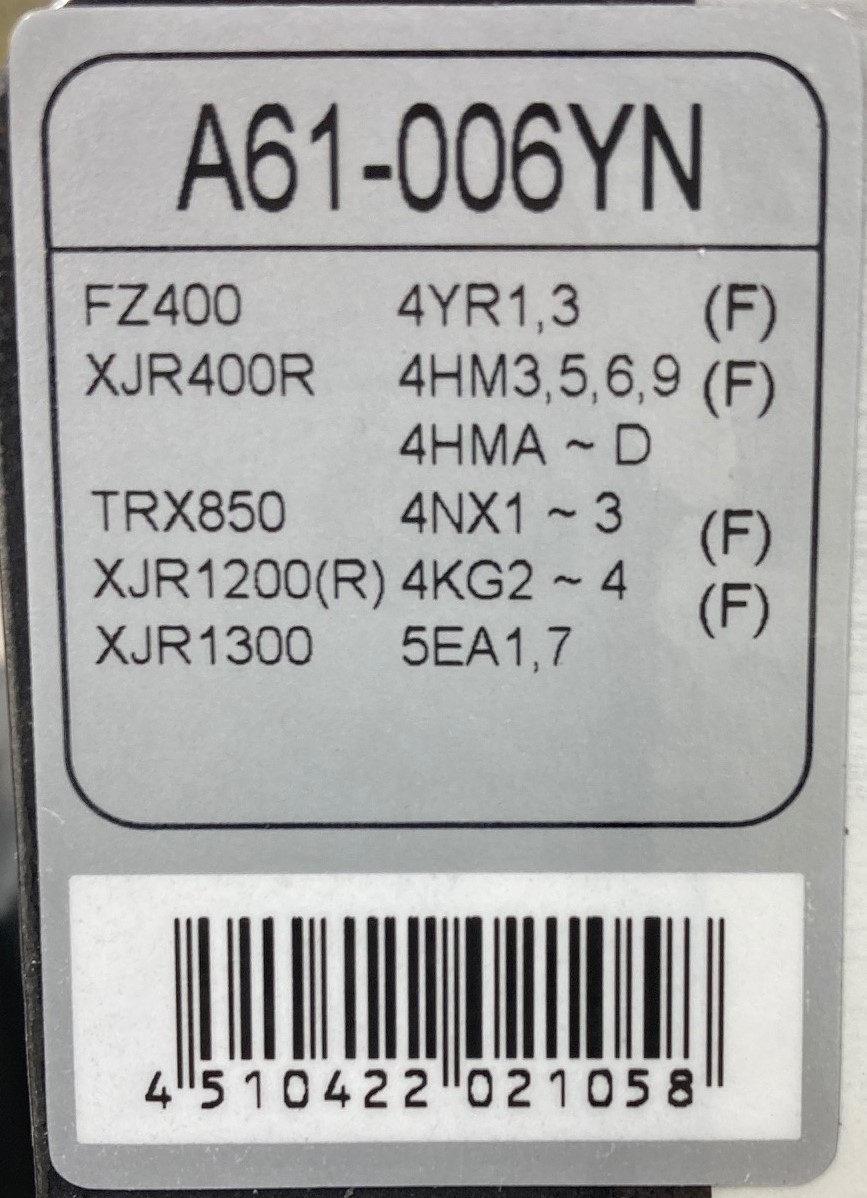 A61-006YN
FZ400 4YR1,3 (F)
XJR400R 4HM3,5,6,9 (F)
4HMA ~ D
TRX850 4NX1 ~ 3 (F)
XJR1200(R) 4KG2 ~ 4 (F)
XJR1300 5EA1,7
4 510422 021058